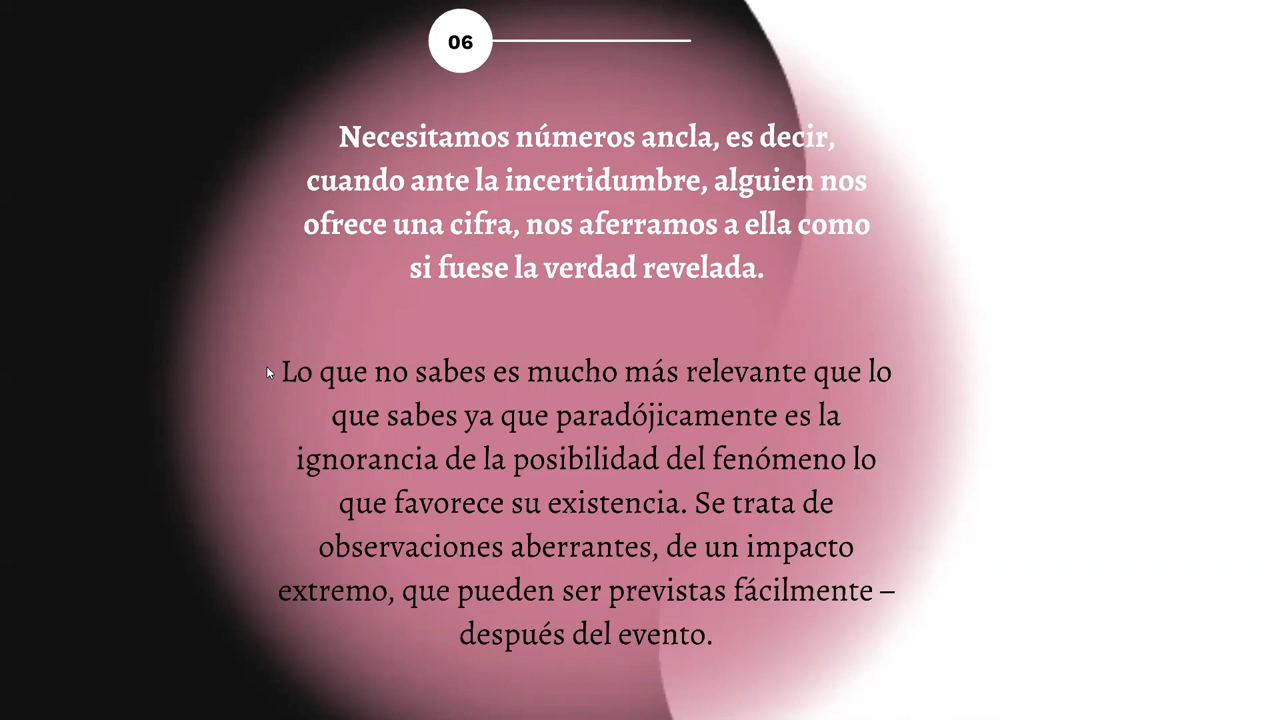 06
Necesitamos números ancla, es decir,
cuando ante la incertidumbre, alguien nos
ofrece una cifra, nos aferramos a ella como
si fuese la verdad revelada.
Lo que no sabes es mucho más relevante que lo
que sabes ya que paradójicamente es la
ignorancia de la posibilidad del fenómeno lo
que favorece su existencia. Se trata de
observaciones aberrantes, de un impacto
extremo, que pueden ser previstas fácilmente –
después del evento.